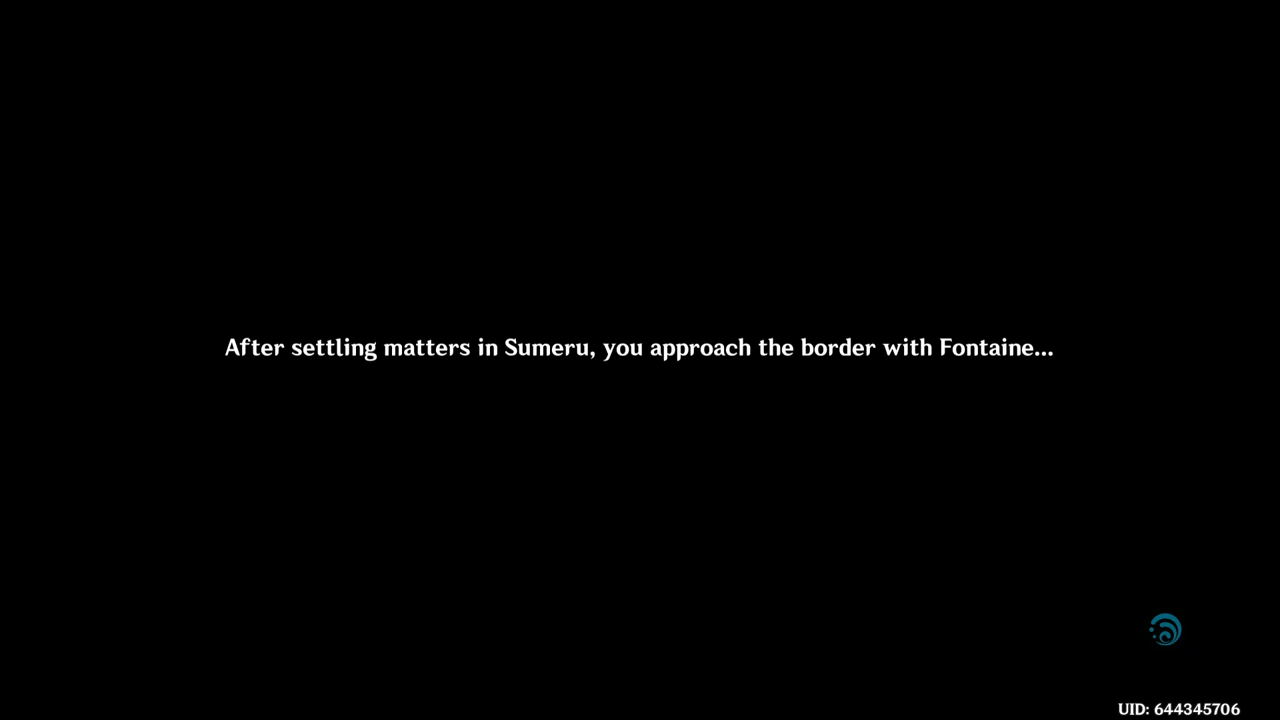 After settling matters in Sumeru, you approach the border with Fontaine...
UID: 644345706